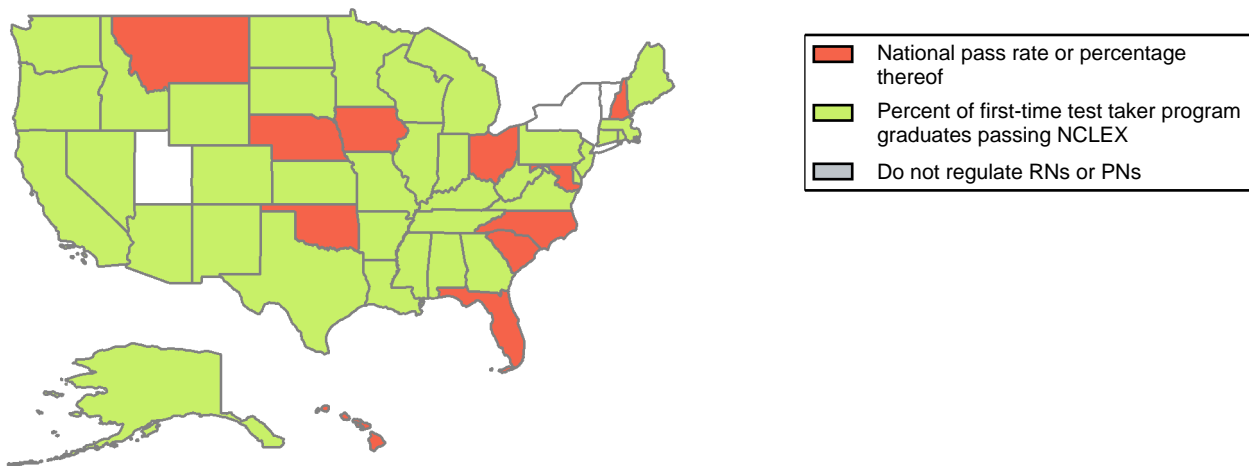 National pass rate or percentage
thereof
Percent of first-time test taker program
graduates passing NCLEX
Do not regulate RNs or PNs